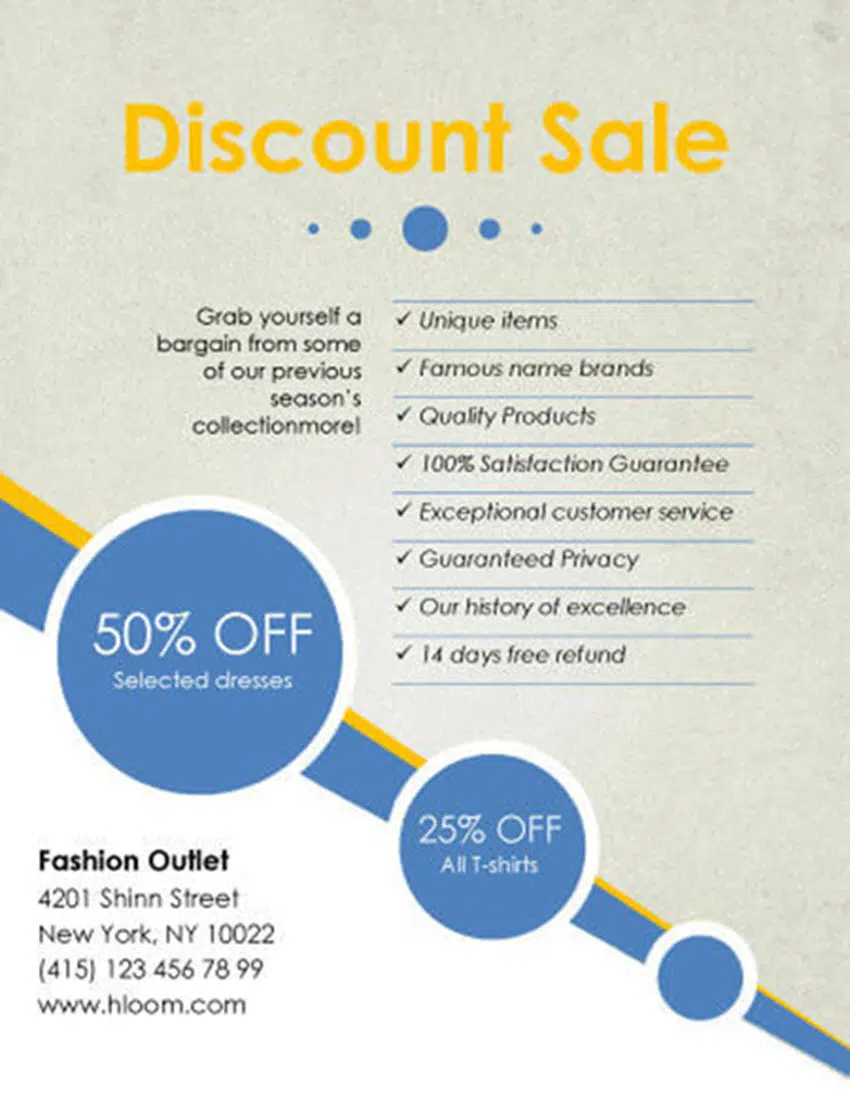 Discount Sale
Grab yourself a
bargain from some
of our previous
season's
collectionmore!
✓ Unique items
✓ Famous name brands
✓ Quality Products
✓ 100% Satisfaction Guarantee
✓ Exceptional customer service
✓ Guaranteed Privacy
✓ Our history of excellence
✓ 14 days free refund
50% OFF
Selected dresses
25% OFF
All T-shirts
Fashion Outlet
4201 Shinn Street
New York, NY 10022
(415) 123 456 78 99
www.hloom.com